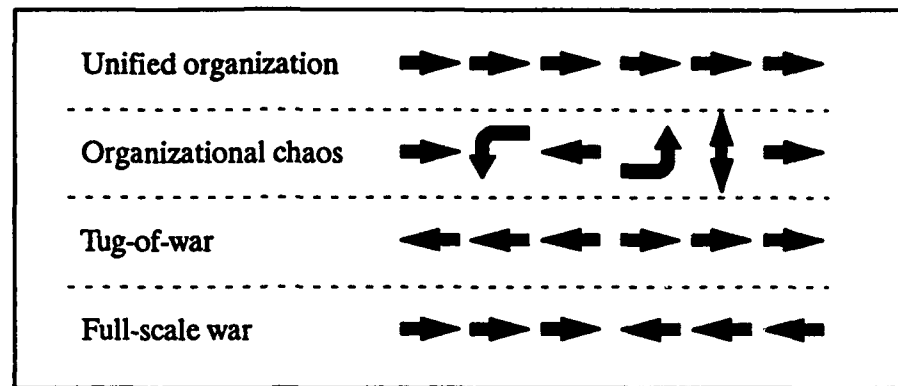 Unified organization
Organizational chaos
Tug-of-war
Full-scale war